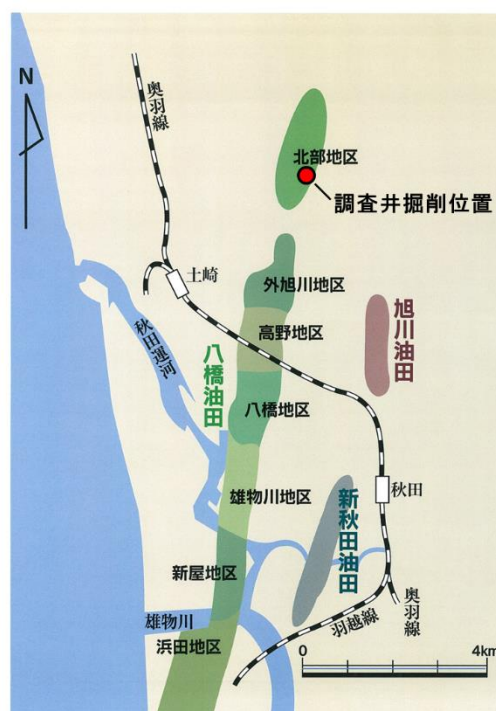 N
奥羽線
北部地区
調査井掘削位置
土崎
外旭川地区
秋田運河
高野地区
旭川油田
八橋油田
八橋地区
秋田
雄物川地区
新秋田油田
新屋地区
雄物川
羽越線
奥羽線
浜田地区
0 4km